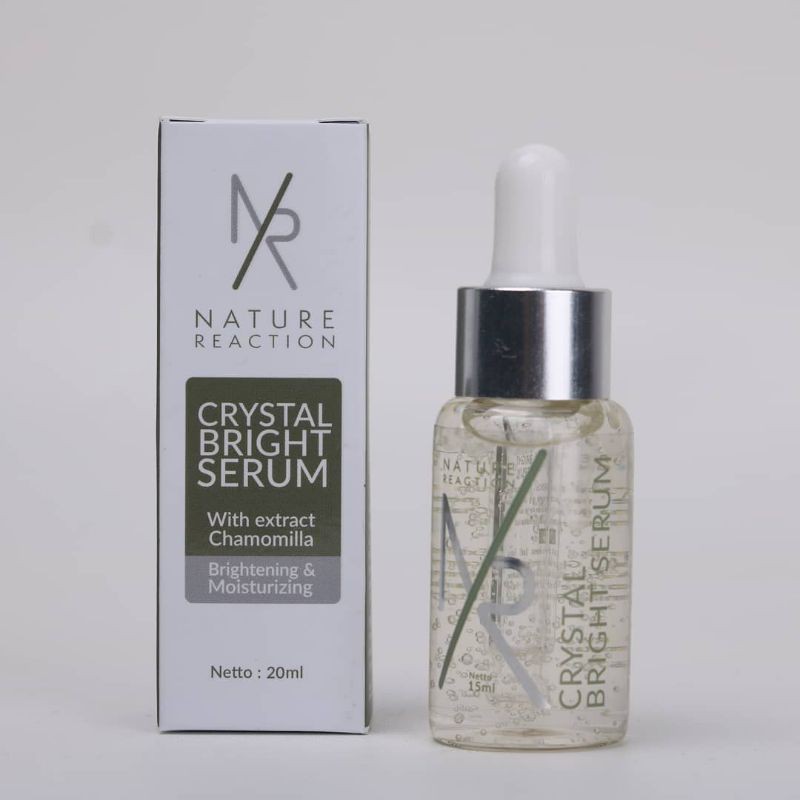 NR
NATURE
REACTION
CRYSTAL
BRIGHT
SERUM
With extract
Chamomilla
Brightening &
Moisturizing
Netto : 20ml
NATURE
REACTION
NR
Netto
15ml
CRYSTAL
BRIGHT SERUM